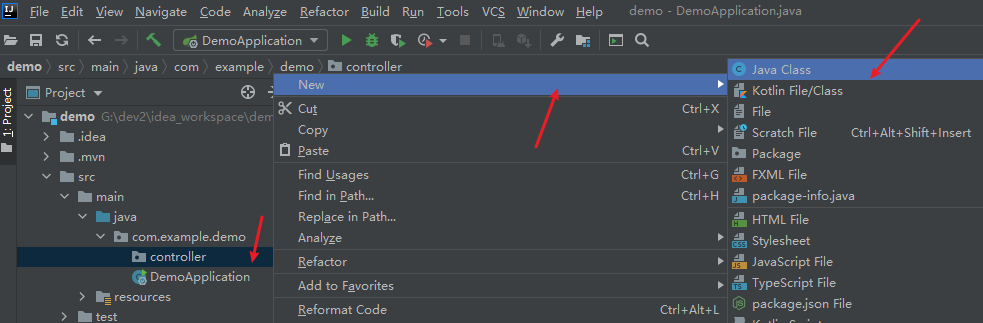 File Edit View Navigate Code Analyze Refactor Build Run Tools VCS Window Help demo - DemoApplication.java
DemoApplication
demo src main java com example demo controller
1: Project
Project
demo G:\dev2\idea_workspace\dem
.idea
.mvn
src
main
java
com.example.demo
controller
DemoApplication
resources
test
New
Cut Ctrl+X
Copy
Paste Ctrl+V
Find Usages Ctrl+G
Find in Path... Ctrl+H
Replace in Path...
Analyze
Refactor
Add to Favorites
Reformat Code Ctrl+Alt+L
Java Class
Kotlin File/Class
File
Scratch File Ctrl+Alt+Shift+Insert
Package
FXML File
package-info.java
HTML File
Stylesheet
JavaScript File
TypeScript File
package.json File